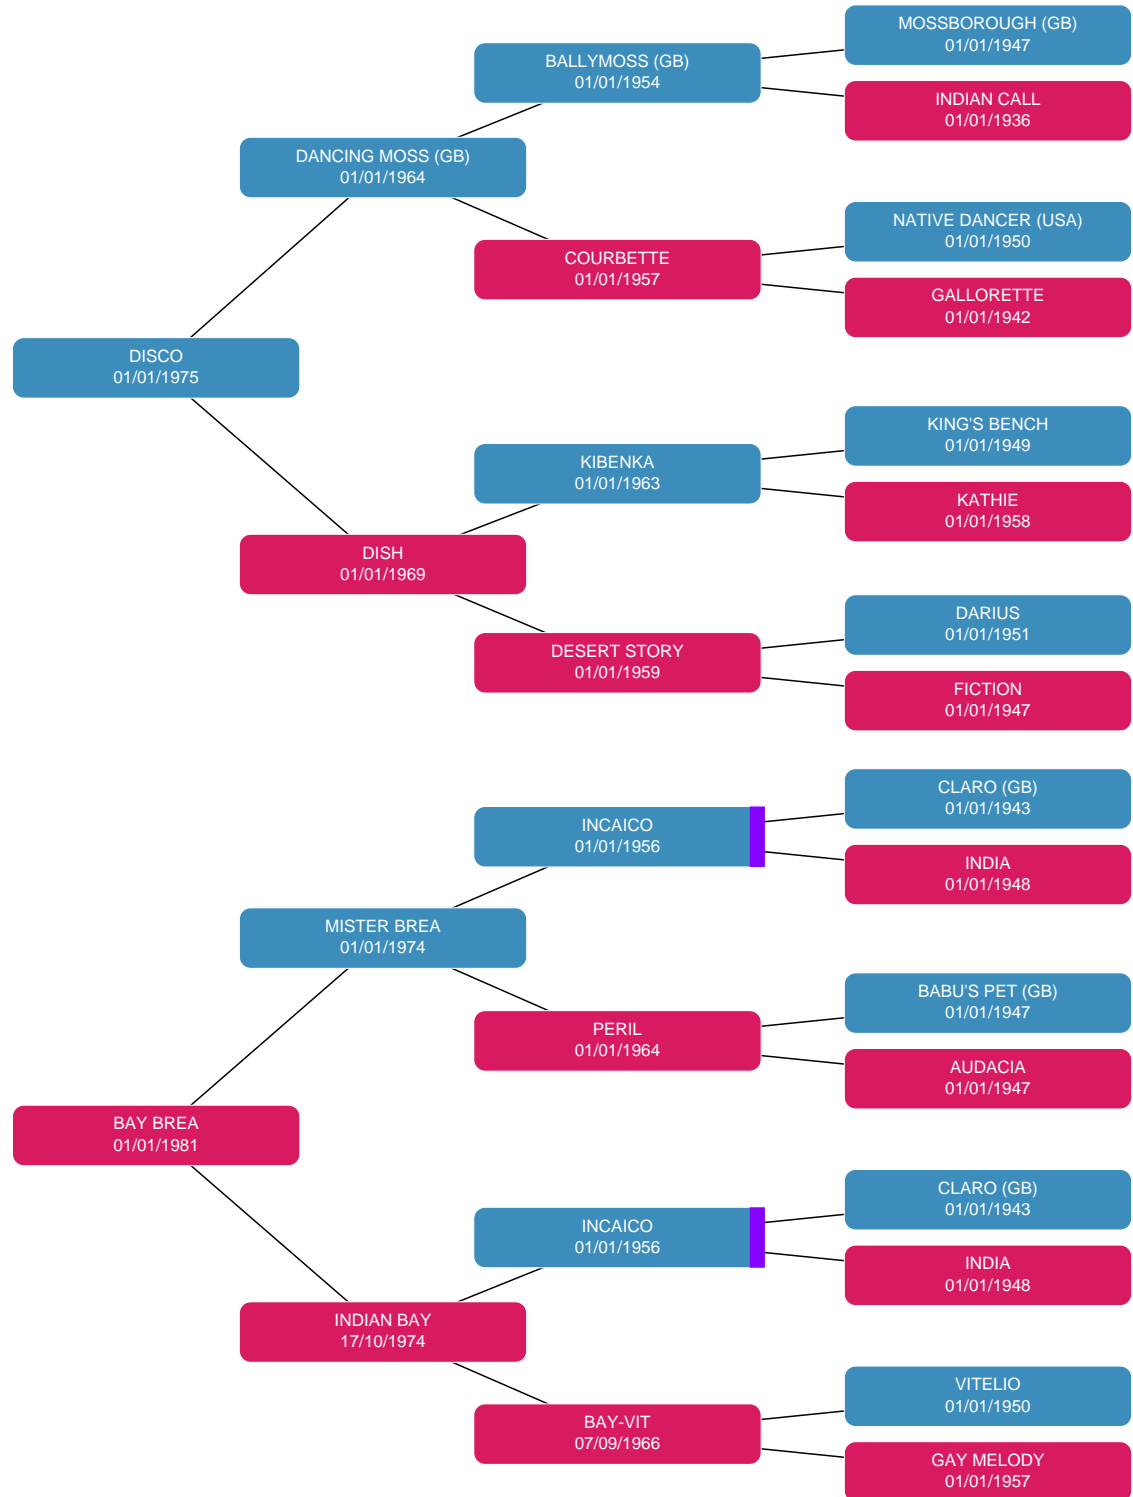 MOSSBOROUGH (GB)
01/01/1947
BALLYMOSS (GB)
01/01/1954
INDIAN CALL
01/01/1936
DANCING MOSS (GB)
01/01/1964
NATIVE DANCER (USA)
01/01/1950
COURBETTE
01/01/1957
GALLORETTE
01/01/1942
DISCO
01/01/1975
KING'S BENCH
01/01/1949
KIBENKA
01/01/1963
KATHIE
01/01/1958
DISH
01/01/1969
DARIUS
01/01/1951
DESERT STORY
01/01/1959
FICTION
01/01/1947
CLARO (GB)
01/01/1943
INCAICO
01/01/1956
INDIA
01/01/1948
MISTER BREA
01/01/1974
BABU'S PET (GB)
01/01/1947
PERIL
01/01/1964
AUDACIA
01/01/1947
BAY BREA
01/01/1981
CLARO (GB)
01/01/1943
INCAICO
01/01/1956
INDIA
01/01/1948
INDIAN BAY
17/10/1974
VITELIO
01/01/1950
BAY-VIT
07/09/1966
GAY MELODY
01/01/1957